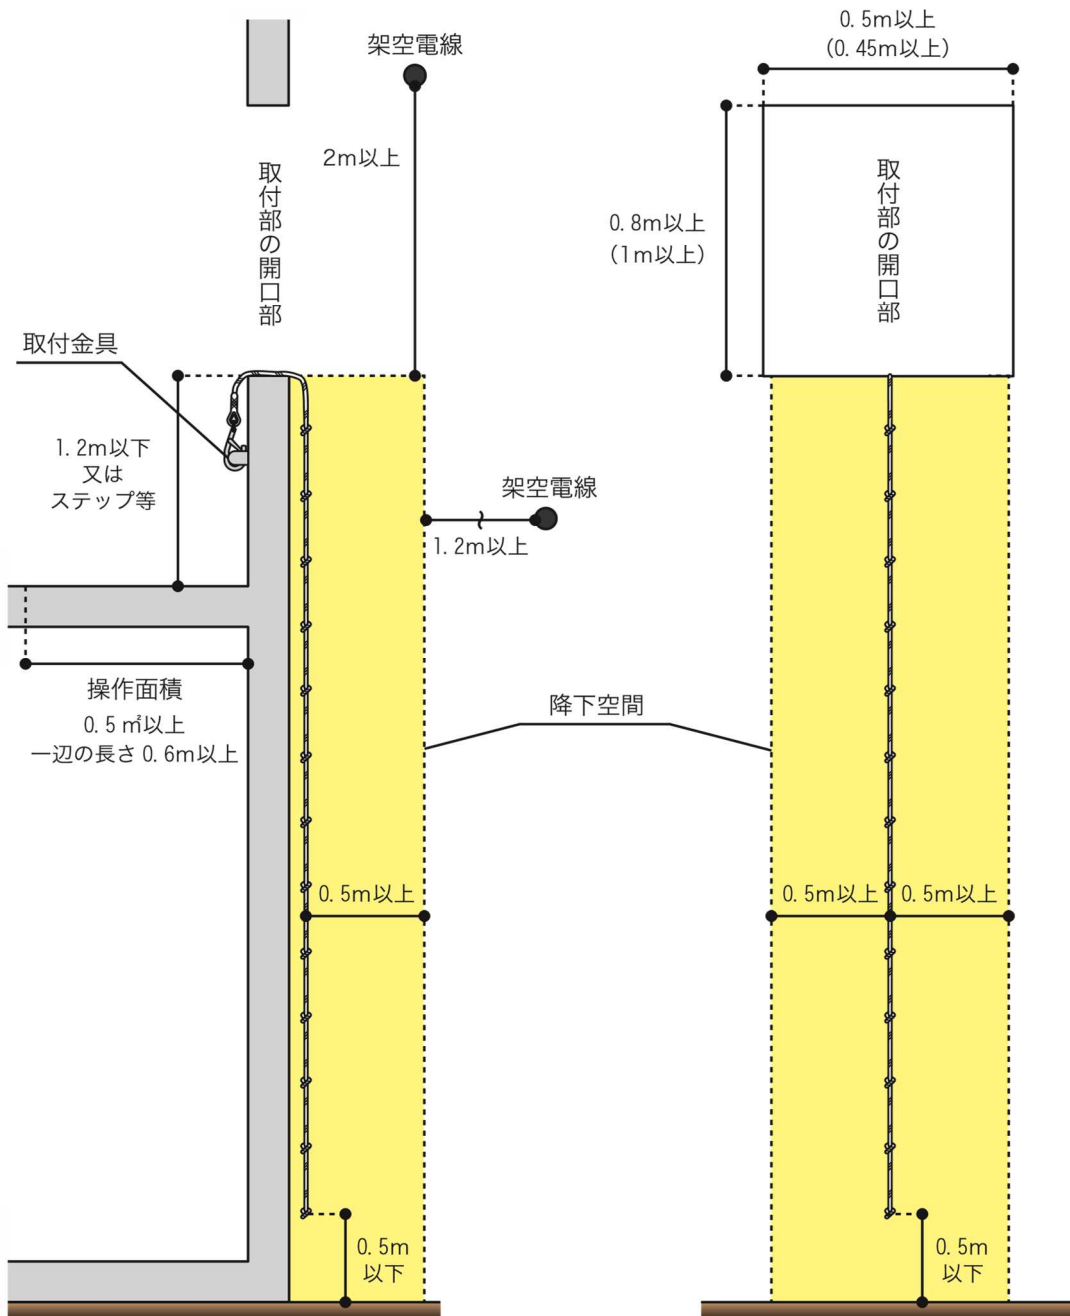 架空電線
2m以上
取付部の開口部
取付金具
1.2m以下
又は
ステップ等
架空電線
1.2m以上
操作面積
0.5㎡以上
一辺の長さ0.6m以上
降下空間
0.5m以上
0.5m
以下
0.5m以上
(0.45m以上)
0.8m以上
(1m以上)
取付部の開口部
0.5m以上
0.5m以上
0.5m
以下